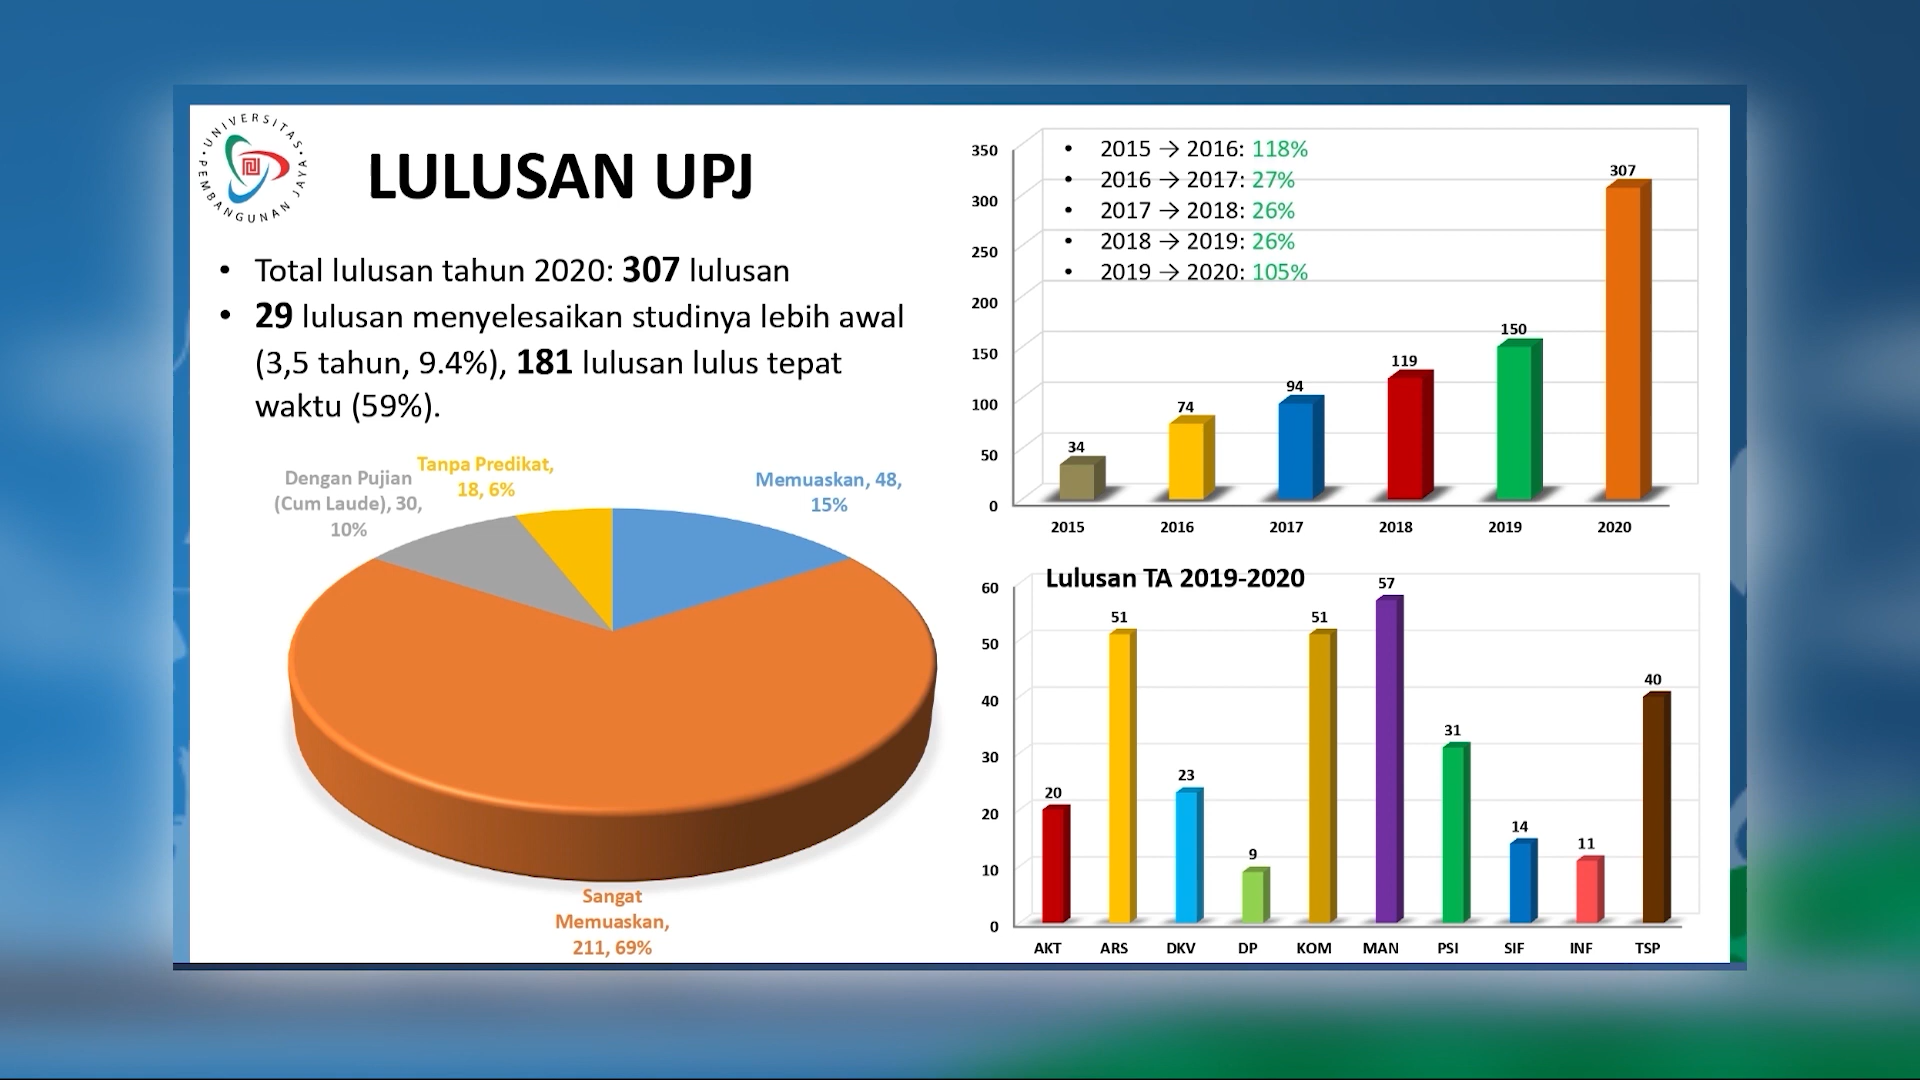 UNIVERSITAS
PEMBANGUNAN JAYA
LULUSAN UPJ
• Total lulusan tahun 2020: 307 lulusan
• 29 lulusan menyelesaikan studinya lebih awal
(3,5 tahun, 9.4%), 181 lulusan lulus tepat
waktu (59%).
Tanpa Predikat,
18, 6%
Dengan Pujian
(Cum Laude), 30,
10%
Memuaskan, 48,
15%
Sangat
Memuaskan,
211, 69%
• 2015 → 2016: 118%
• 2016 → 2017: 27%
• 2017 → 2018: 26%
• 2018 → 2019: 26%
• 2019 → 2020: 105%
350
300
250
200
150
100
50
0
34
74
94
119
150
307
2015 2016 2017 2018 2019 2020
Lulusan TA 2019-2020
60
50
40
30
20
10
0
20
51
23
9
51
57
31
14
11
40
AKT ARS DKV DP KOM MAN PSI SIF INF TSP